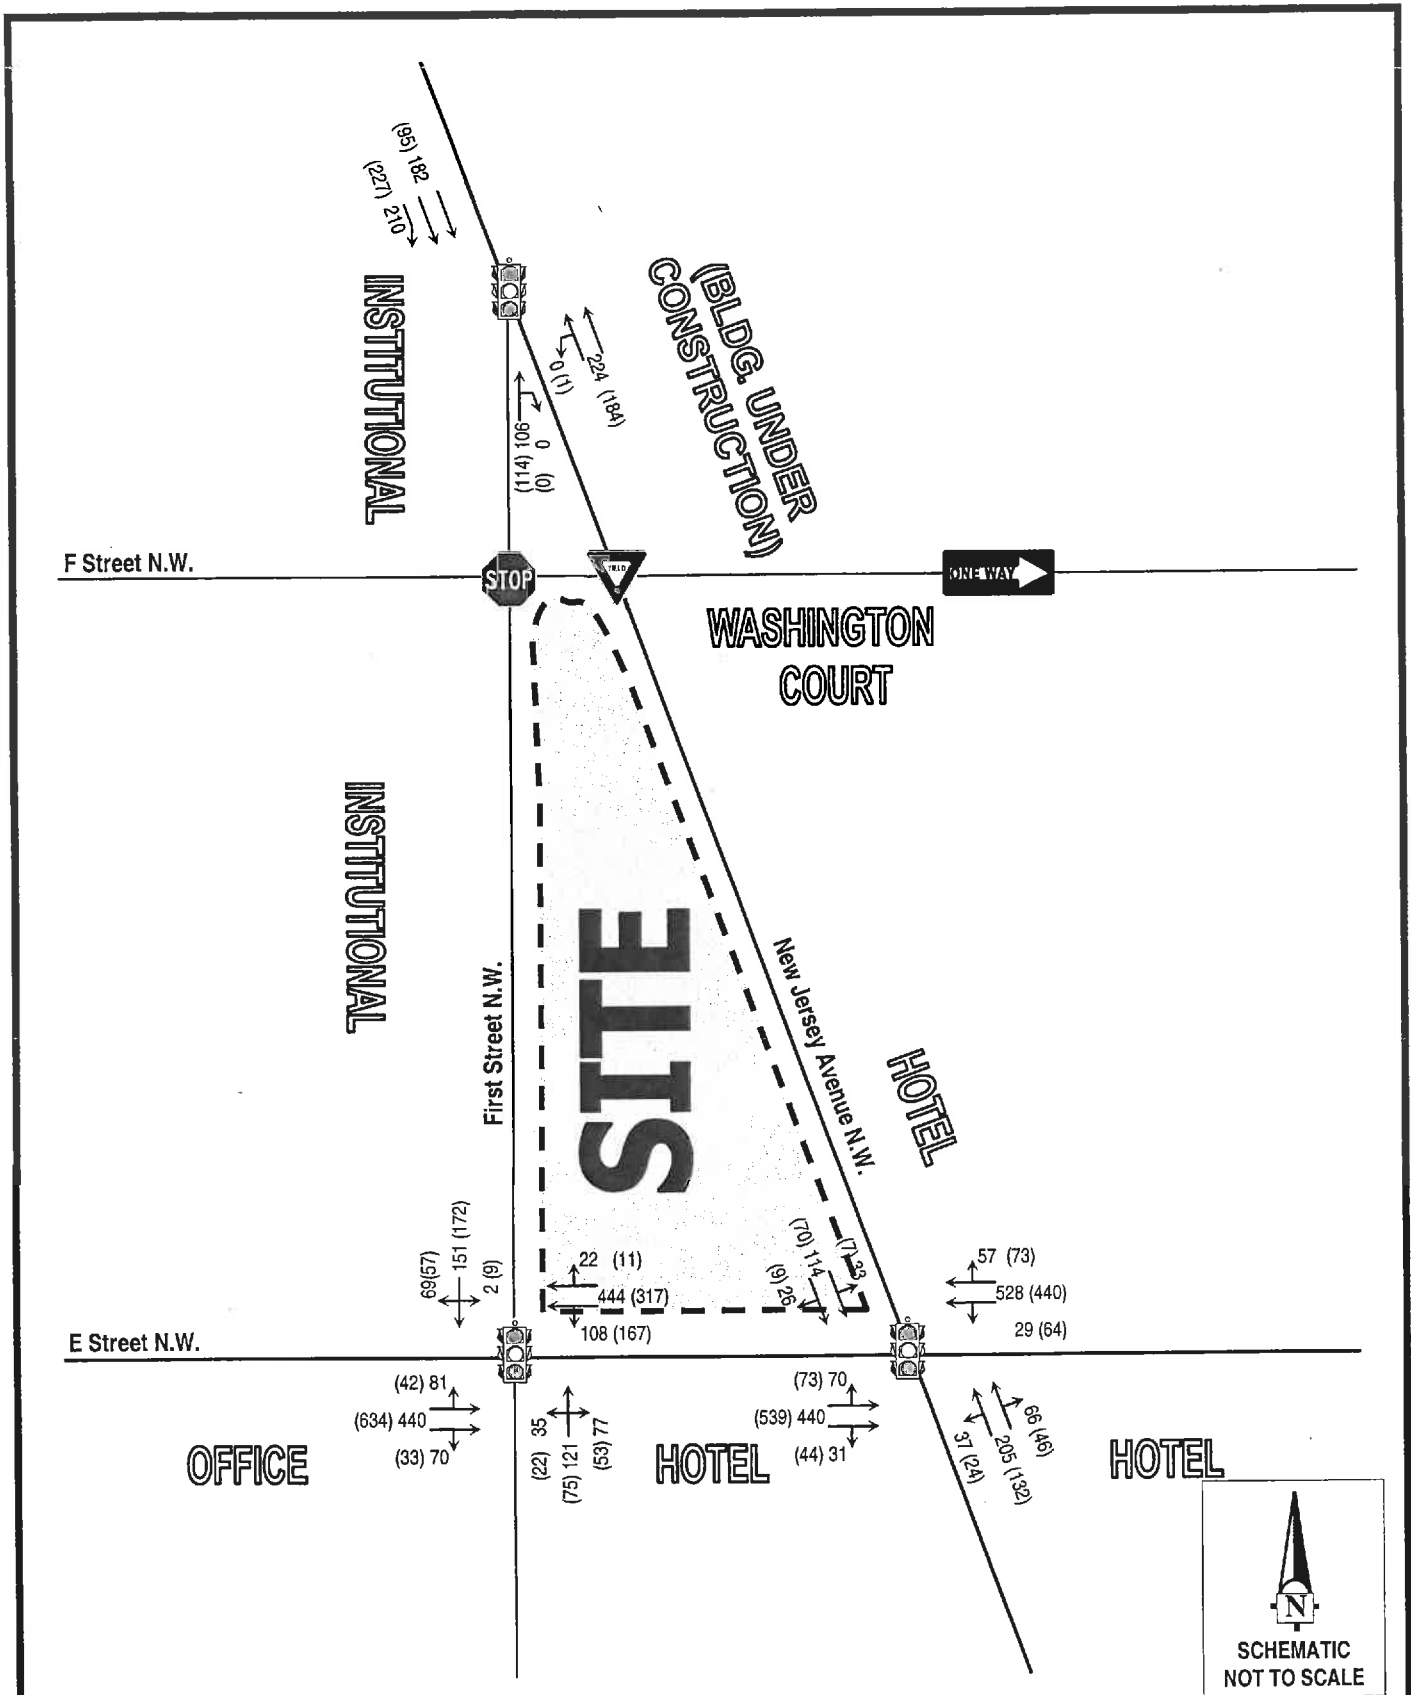 (95) 182
(227) 210
INSTITUTIONAL
(BLDG. UNDER
CONSTRUCTION)
0 (1)
224 (184)
(114) 106
(0) 0
F Street N.W.
STOP
YIELD
ONE WAY
WASHINGTON
COURT
INSTITUTIONAL
SITE
First Street N.W.
New Jersey Avenue N.W.
HOTEL
69(57)
151 (172)
2 (9)
22 (11)
444 (317)
108 (167)
(9) 26
(70) 114
(7) 33
57 (73)
528 (440)
29 (64)
E Street N.W.
(42) 81
(634) 440
(33) 70
(22) 35
(75) 121
(53) 77
(73) 70
(539) 440
(44) 31
37 (24)
205 (132)
66 (46)
OFFICE
HOTEL
HOTEL
N
SCHEMATIC
NOT TO SCALE